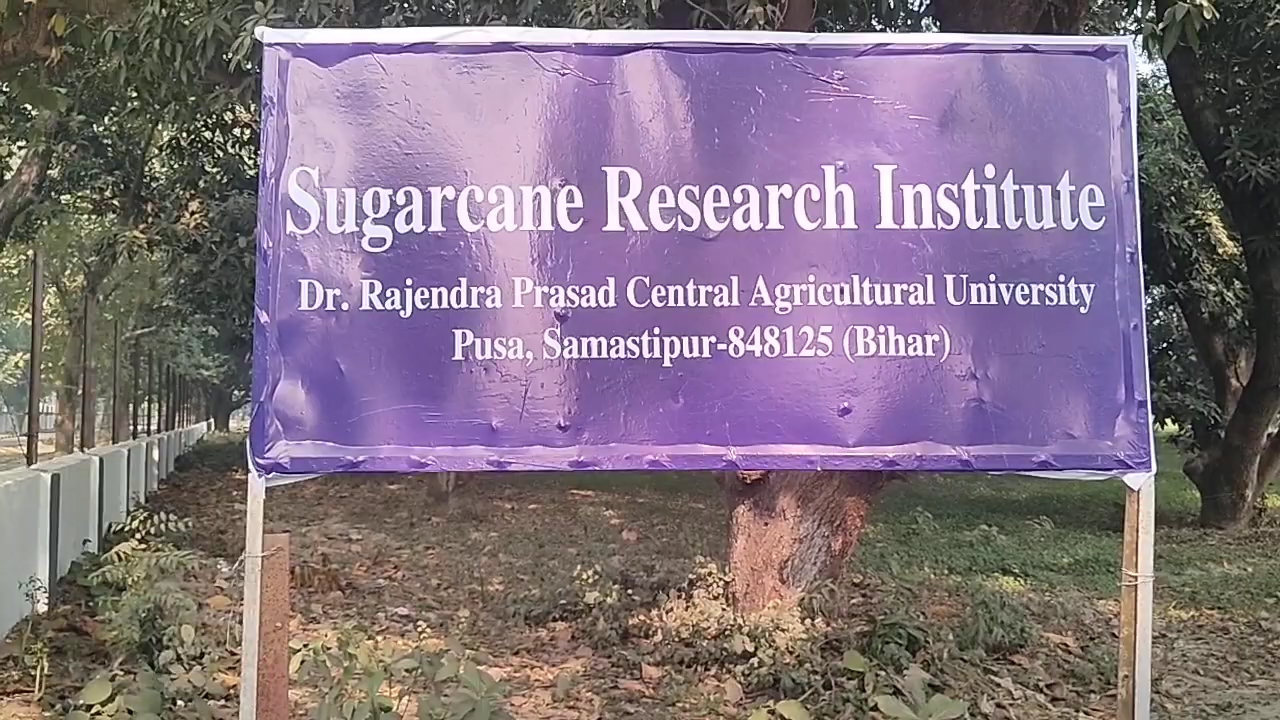 Sugarcane Research Institute
Dr. Rajendra Prasad Central Agricultural University
Pusa, Samastipur-848125 (Bihar)